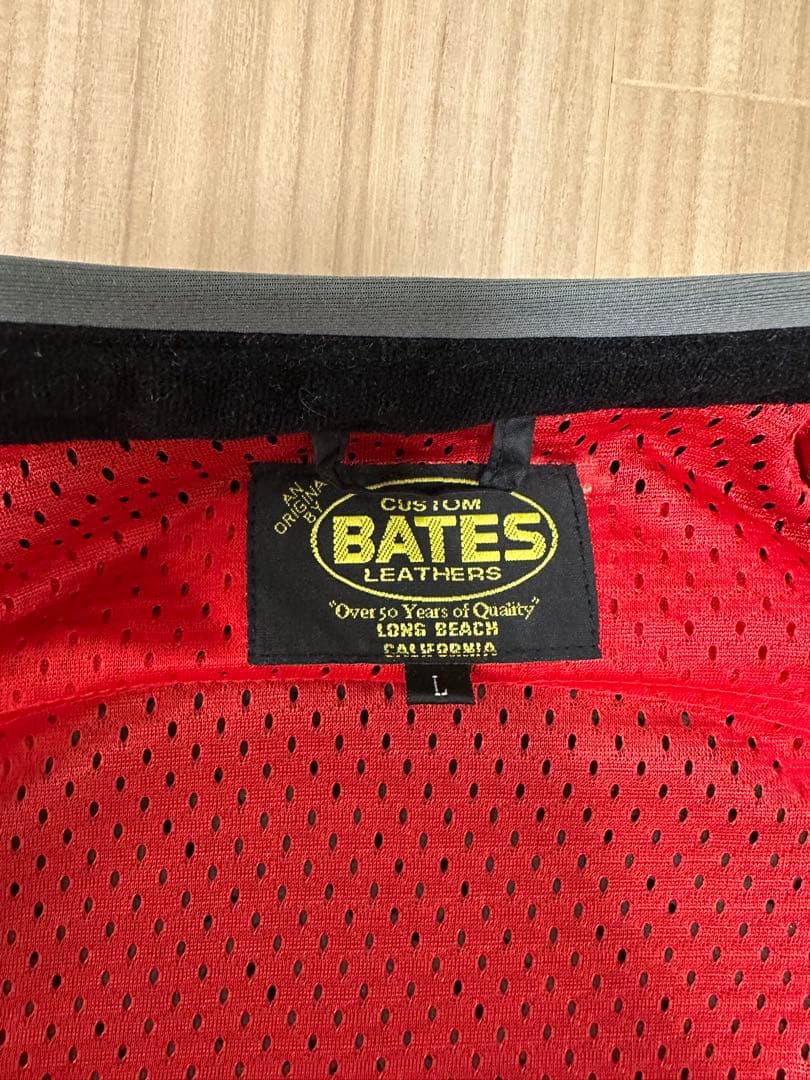 AN
ORIGINAL
BY
CUSTOM
BATES
LEATHERS
"Over 50 Years of Quality"
LONG BEACH
CALIFORNIA
L